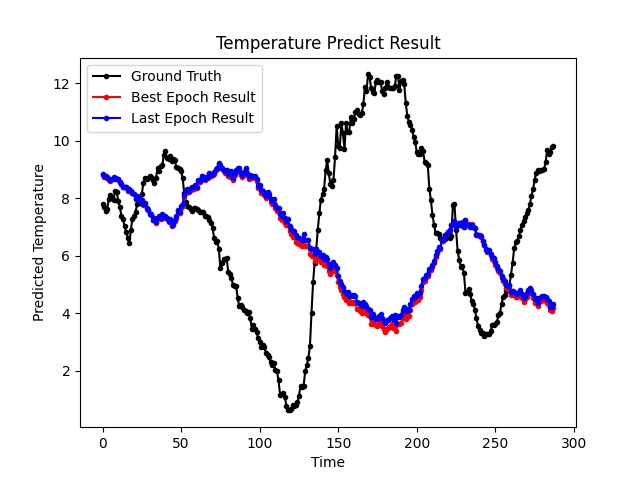 Temperature Predict Result
Ground Truth
Best Epoch Result
Last Epoch Result
Predicted Temperature
12
10
8
6
4
2
0
50
100
150
200
250
300
Time